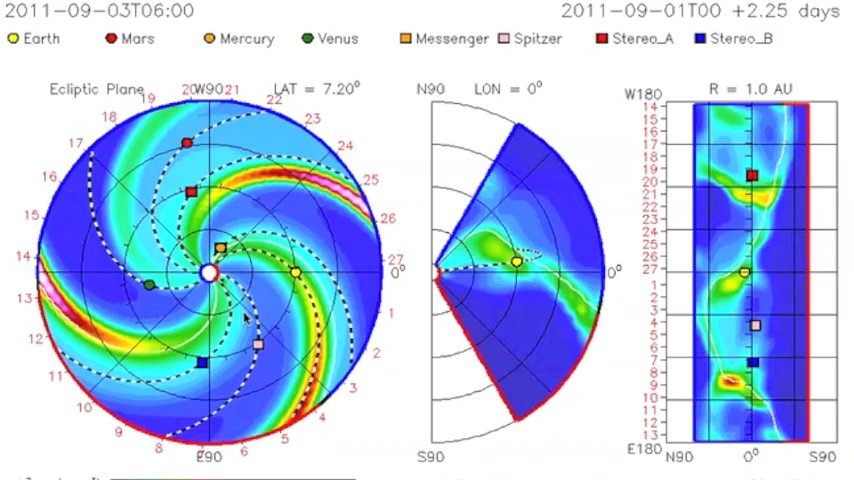 2011-09-03T06:00
2011-09-01T00 +2.25 days
Earth Mars Mercury Venus Messenger Spitzer Stereo_A Stereo_B
Ecliptic Plane W90 LAT = 7.20°
N90 LON = 0°
W180 R = 1.0 AU
19 20 21 22
18 23
17 24
16 25
15 26
14 27 0°
13 1
12 2
11 3
10 4
9 8 6 5
E90
0°
S90
14
15
16
17
18
19
20
21
22
23
24
25
26
27
1
2
3
4
5
6
7
8
9
10
11
12
13
E180
N90 0° S90